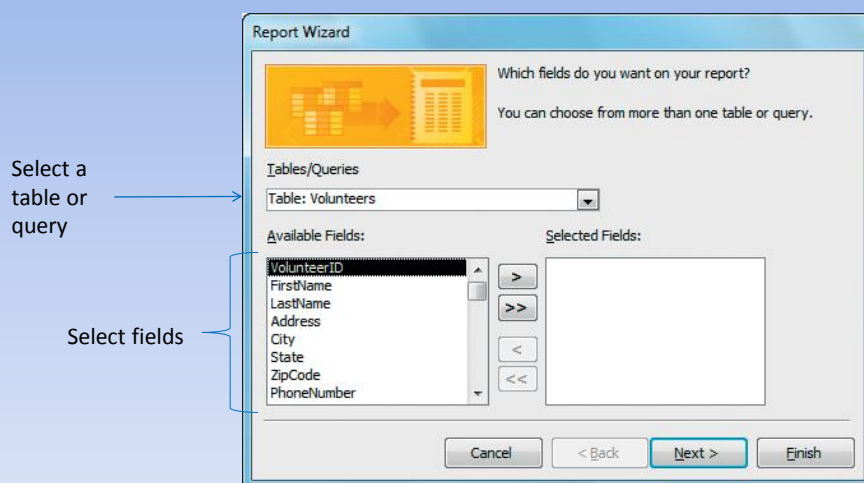 Report Wizard
Which fields do you want on your report?
You can choose from more than one table or query.
Select a
table or
query
Tables/Queries
Table: Volunteers
Available Fields:
Selected Fields:
Select fields
VolunteerID
FirstName
LastName
Address
City
State
ZipCode
PhoneNumber
>
>>
<
<<
Cancel
< Back
Next >
Finish